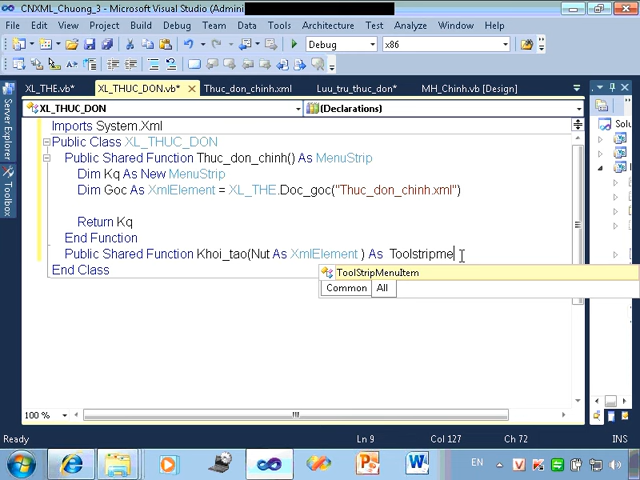 CNXML_Chuong_3 - Microsoft Visual Studio (Admini
File Edit View Project Build Debug Team Data Tools Architecture Test Analyze Window Help
Debug x86
XL_THE.vb* XL_THUC_DON.vb* Thuc_don_chinh.xml Luu_tru_thuc_don* MH_Chinh.vb [Design]
XL_THUC_DON (Declarations)
Server Explorer
Toolbox
Imports System.Xml
Public Class XL_THUC_DON
Public Shared Function Thuc_don_chinh() As MenuStrip
Dim Kq As New MenuStrip
Dim Goc As XmlElement = XL_THE.Doc_goc("Thuc_don_chinh.xml")
Return Kq
End Function
Public Shared Function Khoi_tao(Nut As XmlElement ) As Toolstripme
End Class
ToolStripMenuItem
Common All
Solu
100 %
Ready Ln 9 Col 127 Ch 72 INS
EN